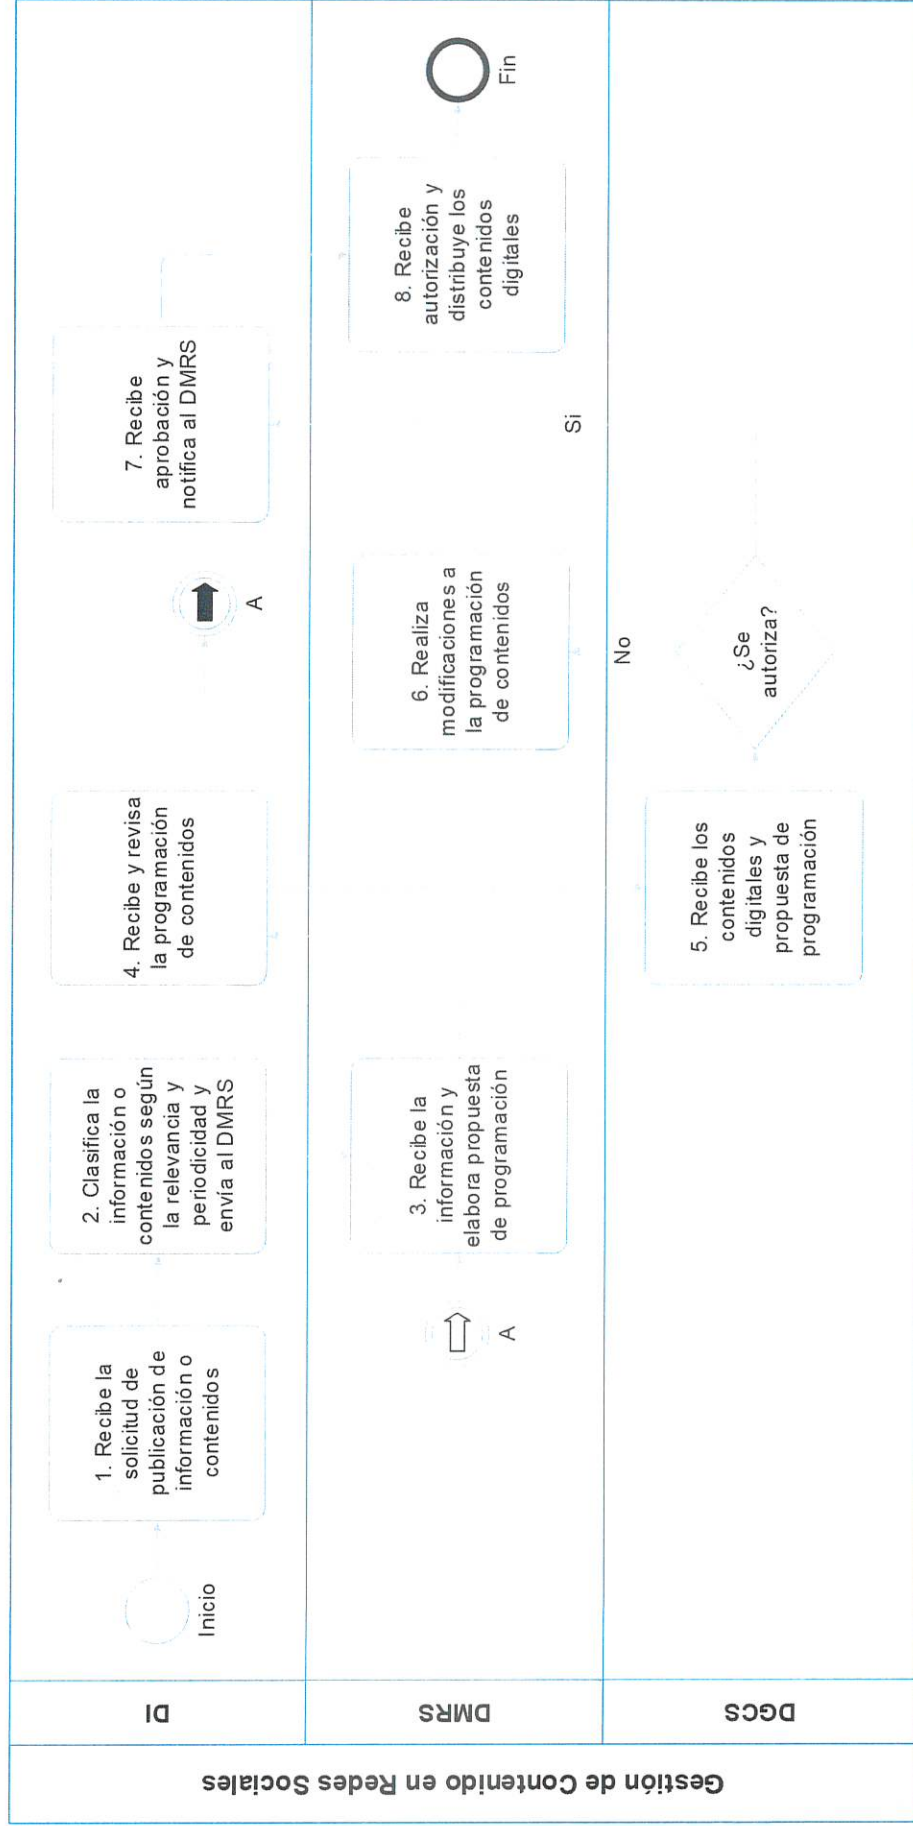 Gestión de Contenido en Redes Sociales
DI
Inicio
1. Recibe la
solicitud de
publicación de
información o
contenidos
2. Clasifica la
información o
contenidos según
la relevancia y
periodicidad y
envía al DMRS
4. Recibe y revisa
la programación
de contenidos
A
7. Recibe
aprobación y
notifica al DMRS
DMRS
A
3. Recibe la
información y
elabora propuesta
de programación
6. Realiza
modificaciones a
la programación
de contenidos
Si
8. Recibe
autorización y
distribuye los
contenidos
digitales
Fin
DGCS
5. Recibe los
contenidos
digitales y
propuesta de
programación
No
¿Se
autoriza?